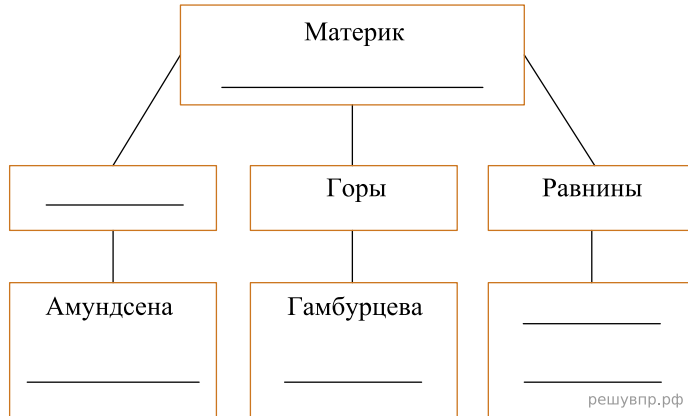 Материк
Горы
Равнины
Амундсена
Гамбурцева
решувпр.рф